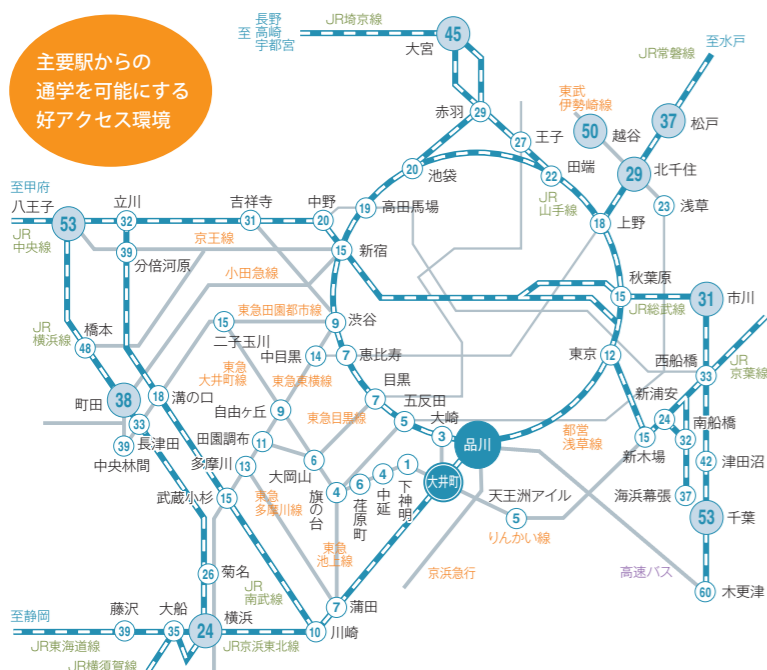 主要駅からの
通学を可能にする
好アクセス環境
至
長野
高崎
宇都宮
JR埼京線
45
大宮
至水戸
JR常磐線
東武
伊勢崎線
50
越谷
37
松戸
赤羽
29
王子
27
田端
22
29
北千住
23
浅草
池袋
20
JR
山手線
上野
18
至甲府
八王子
53
立川
32
吉祥寺
31
中野
20
19
高田馬場
JR
中央線
39
分倍河原
京王線
新宿
15
小田急線
秋葉原
15
JR総武線
31
市川
JR
横浜線
橋本
48
東急田園都市線
15
二子玉川
9
渋谷
中目黒
14
7
恵比寿
東京
12
西船橋
33
JR
京葉線
東急
大井町線
東急東横線
目黒
7
38
町田
18
溝の口
自由ヶ丘
9
東急目黒線
五反田
5
大崎
3
品川
都営
浅草線
新浦安
24
南船橋
32
33
長津田
39
中央林間
田園調布
11
多摩川
13
大岡山
6
15
新木場
42
津田沼
大井町
1
下神明
4
中延
6
荏原町
4
旗の台
天王洲アイル
5
りんかい線
海浜幕張
37
53
千葉
武蔵小杉
15
東急
多摩川線
東急
池上線
京浜急行
高速バス
60
木更津
26
菊名
JR
南武線
7
蒲田
至静岡
藤沢
39
大船
35
横浜
24
10
川崎
JR東海道線
JR京浜東北線
JR横須賀線